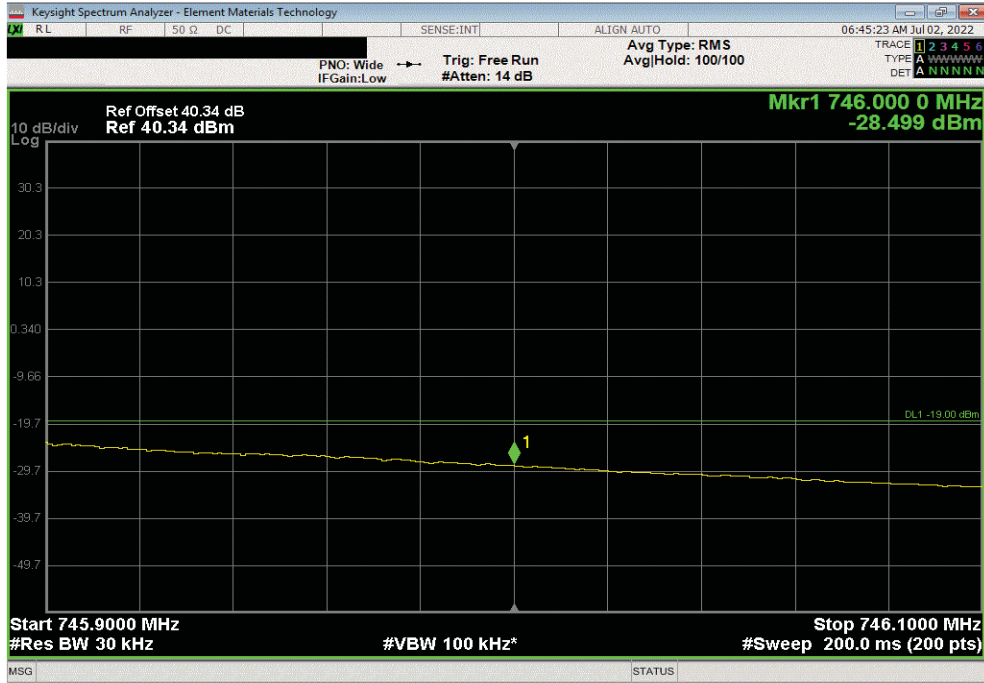 Keysight Spectrum Analyzer - Element Materials Technology
LXI RL RF 50 Ω DC SENSE:INT ALIGN AUTO 06:45:23 AM Jul 02, 2022
PNO: Wide Trig: Free Run Avg Type: RMS TRACE 1 2 3 4 5 6
IFGain:Low #Atten: 14 dB Avg|Hold: 100/100 TYPE A WWWWW
DET A N N N N N
Mkr1 746.000 0 MHz
-28.499 dBm
Ref Offset 40.34 dB
10 dB/div Ref 40.34 dBm
Log
30.3
20.3
10.3
0.340
-9.66
DL1 -19.00 dBm
-19.7
1
-29.7
-39.7
-49.7
Start 745.9000 MHz Stop 746.1000 MHz
#Res BW 30 kHz #VBW 100 kHz* #Sweep 200.0 ms (200 pts)
MSG STATUS